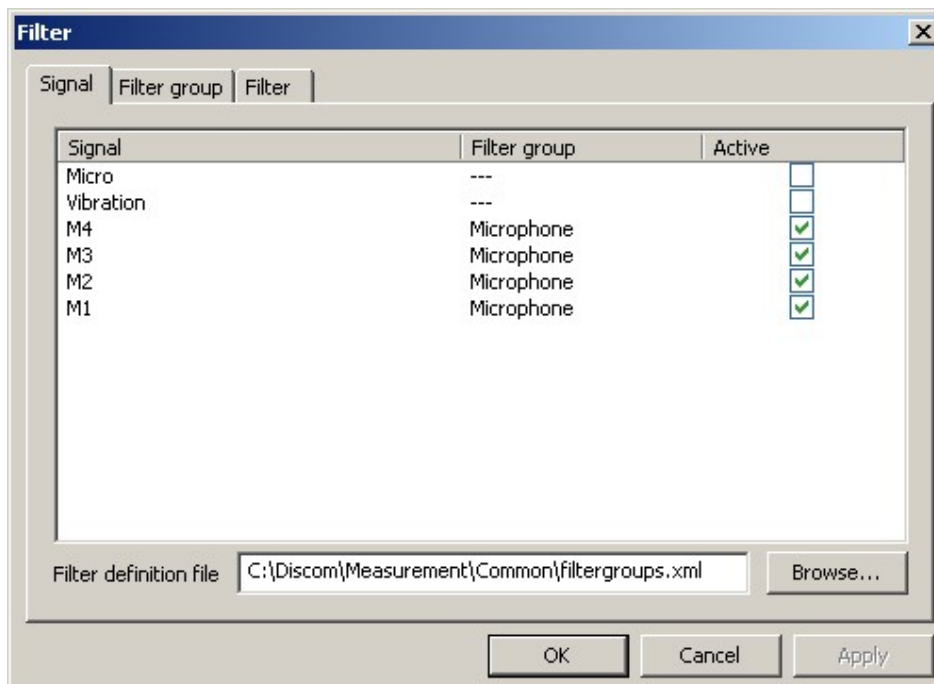 Filter
Signal Filter group Filter
Signal Filter group Active
Micro ---
Vibration ---
M4 Microphone
M3 Microphone
M2 Microphone
M1 Microphone
Filter definition file C:\Discom\Measurement\Common\filtergroups.xml Browse...
OK Cancel Apply